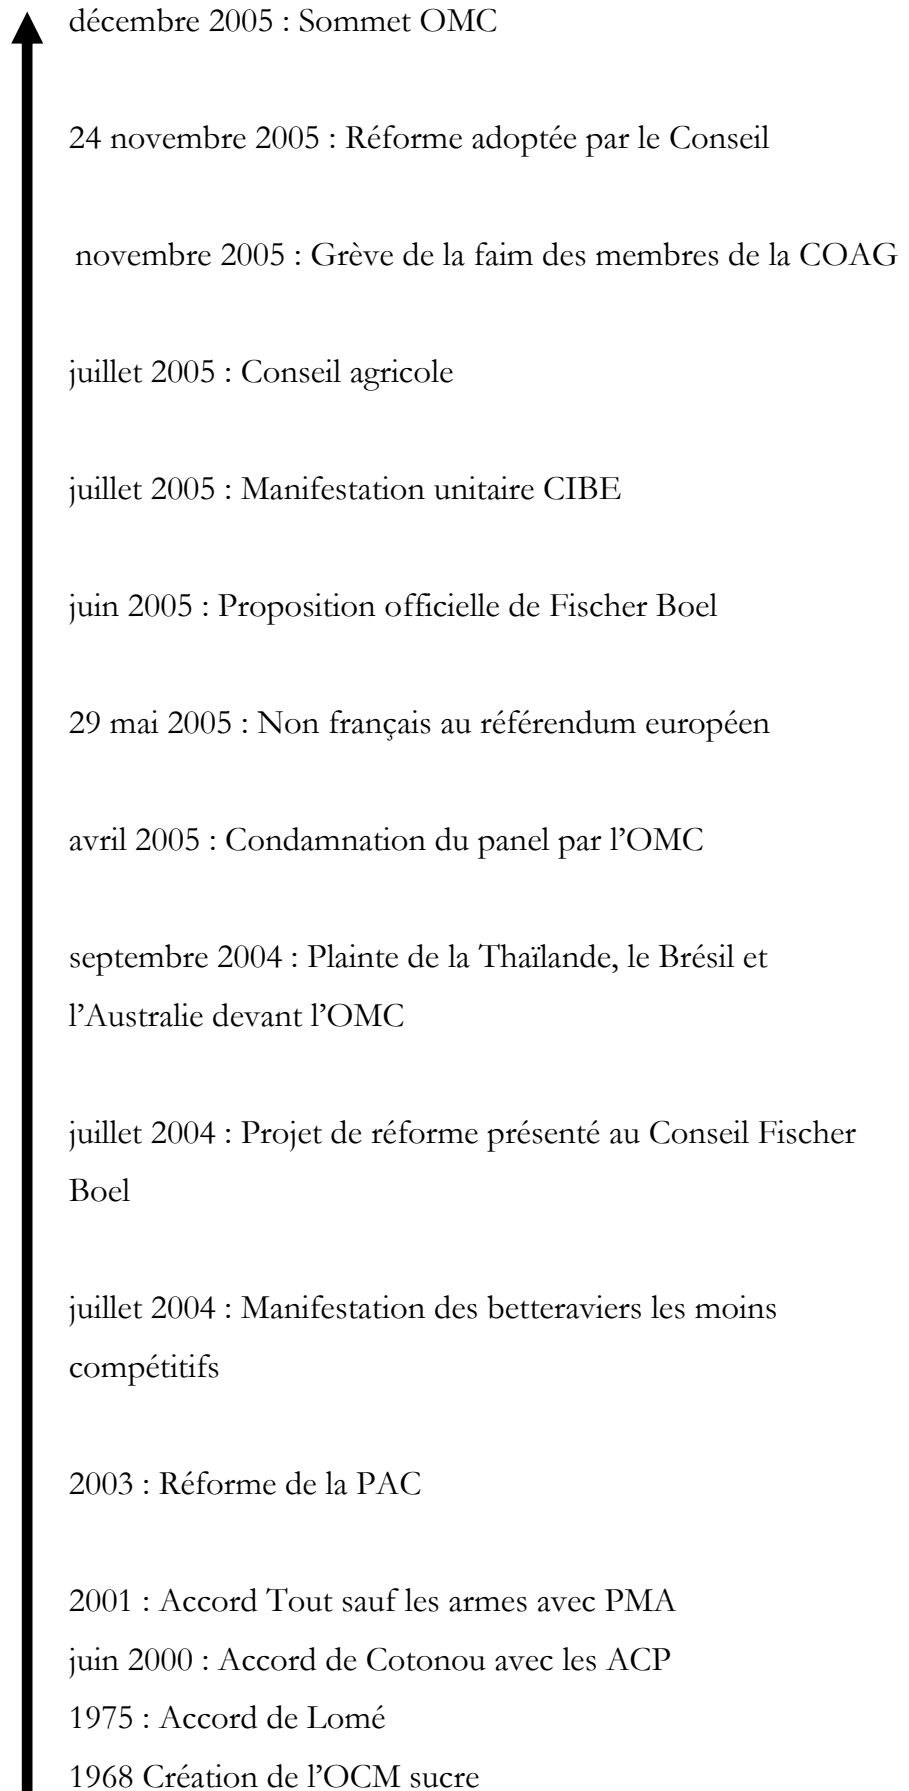 décembre 2005 : Sommet OMC
24 novembre 2005 : Réforme adoptée par le Conseil
novembre 2005 : Grève de la faim des membres de la COAG
juillet 2005 : Conseil agricole
juillet 2005 : Manifestation unitaire CIBE
juin 2005 : Proposition officielle de Fischer Boel
29 mai 2005 : Non français au référendum européen
avril 2005 : Condamnation du panel par l’OMC
septembre 2004 : Plainte de la Thaïlande, le Brésil et
l’Australie devant l’OMC
juillet 2004 : Projet de réforme présenté au Conseil Fischer
Boel
juillet 2004 : Manifestation des betteraviers les moins
compétitifs
2003 : Réforme de la PAC
2001 : Accord Tout sauf les armes avec PMA
juin 2000 : Accord de Cotonou avec les ACP
1975 : Accord de Lomé
1968 Création de l’OCM sucre